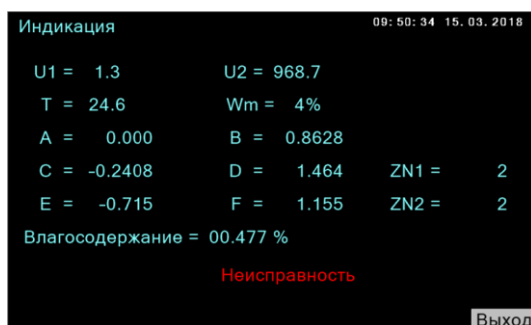 Индикация 09:50:34 15.03.2018
U1 = 1.3 U2 = 968.7
T = 24.6 Wm = 4%
A = 0.000 B = 0.8628
C = -0.2408 D = 1.464 ZN1 = 2
E = -0.715 F = 1.155 ZN2 = 2
Влагосодержание = 00.477 %
Неисправность
Выход